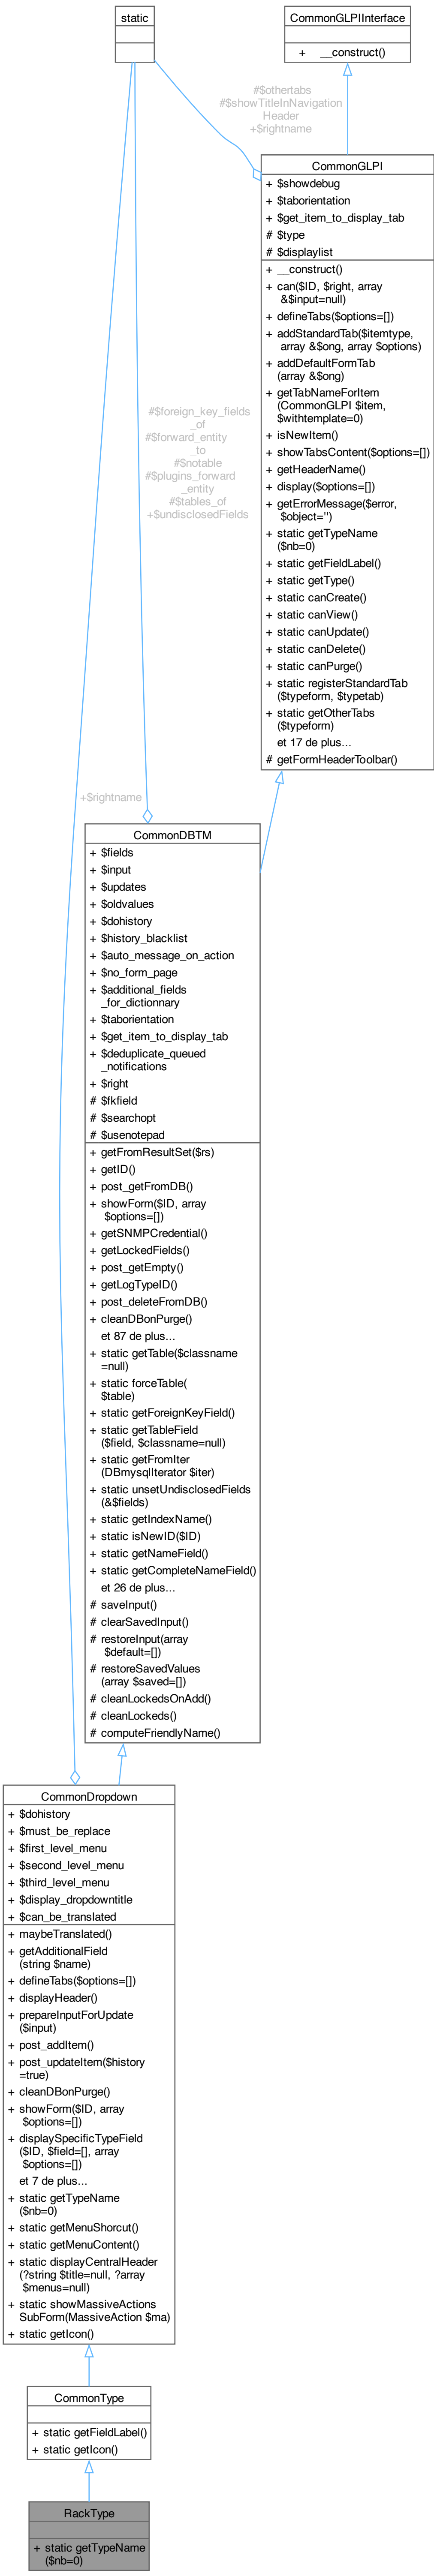 static
CommonGLPIInterface
+ __construct()
#$othertabs
#$showTitleInNavigation
Header
+$rightname
CommonGLPI
+ $showdebug
+ $taborientation
+ $get_item_to_display_tab
# $type
# $displaylist
+ __construct()
+ can($ID, $right, array
&$input=null)
+ defineTabs($options=[])
+ addStandardTab($itemtype,
array &$ong, array $options)
+ addDefaultFormTab
(array &$ong)
+ getTabNameForItem
(CommonGLPI $item,
$withtemplate=0)
+ isNewItem()
+ showTabsContent($options=[])
+ getHeaderName()
+ display($options=[])
+ getErrorMessage($error,
$object='')
+ static getTypeName
($nb=0)
+ static getFieldLabel()
+ static getType()
+ static canCreate()
+ static canView()
+ static canUpdate()
+ static canDelete()
+ static canPurge()
+ static registerStandardTab
($typeform, $typetab)
+ static getOtherTabs
($typeform)
et 17 de plus...
# getFormHeaderToolbar()
#$foreign_key_fields
_of
#$forward_entity
_to
#$notable
#$plugins_forward
_entity
#$tables_of
+$undisclosedFields
+$rightname
CommonDBTM
+ $fields
+ $input
+ $updates
+ $oldvalues
+ $dohistory
+ $history_blacklist
+ $auto_message_on_action
+ $no_form_page
+ $additional_fields
_for_dictionnary
+ $taborientation
+ $get_item_to_display_tab
+ $deduplicate_queued
_notifications
+ $right
# $fkfield
# $searchopt
# $usenotepad
+ getFromResultSet($rs)
+ getID()
+ post_getFromDB()
+ showForm($ID, array
$options=[])
+ getSNMPCredential()
+ getLockedFields()
+ post_getEmpty()
+ getLogTypeID()
+ post_deleteFromDB()
+ cleanDBonPurge()
et 87 de plus...
+ static getTable($classname
=null)
+ static forceTable(
$table)
+ static getForeignKeyField()
+ static getTableField
($field, $classname=null)
+ static getFromIter
(DBmysqlIterator $iter)
+ static unsetUndisclosedFields
(&$fields)
+ static getIndexName()
+ static isNewID($ID)
+ static getNameField()
+ static getCompleteNameField()
et 26 de plus...
# saveInput()
# clearSavedInput()
# restoreInput(array
$default=[])
# restoreSavedValues
(array $saved=[])
# cleanLockedsOnAdd()
# cleanLockeds()
# computeFriendlyName()
CommonDropdown
+ $dohistory
+ $must_be_replace
+ $first_level_menu
+ $second_level_menu
+ $third_level_menu
+ $display_dropdowntitle
+ $can_be_translated
+ maybeTranslated()
+ getAdditionalField
(string $name)
+ defineTabs($options=[])
+ displayHeader()
+ prepareInputForUpdate
($input)
+ post_addItem()
+ post_updateItem($history
=true)
+ cleanDBonPurge()
+ showForm($ID, array
$options=[])
+ displaySpecificTypeField
($ID, $field=[], array
$options=[])
et 7 de plus...
+ static getTypeName
($nb=0)
+ static getMenuShorcut()
+ static getMenuContent()
+ static displayCentralHeader
(?string $title=null, ?array
$menus=null)
+ static showMassiveActions
SubForm(MassiveAction $ma)
+ static getIcon()
CommonType
+ static getFieldLabel()
+ static getIcon()
RackType
+ static getTypeName
($nb=0)